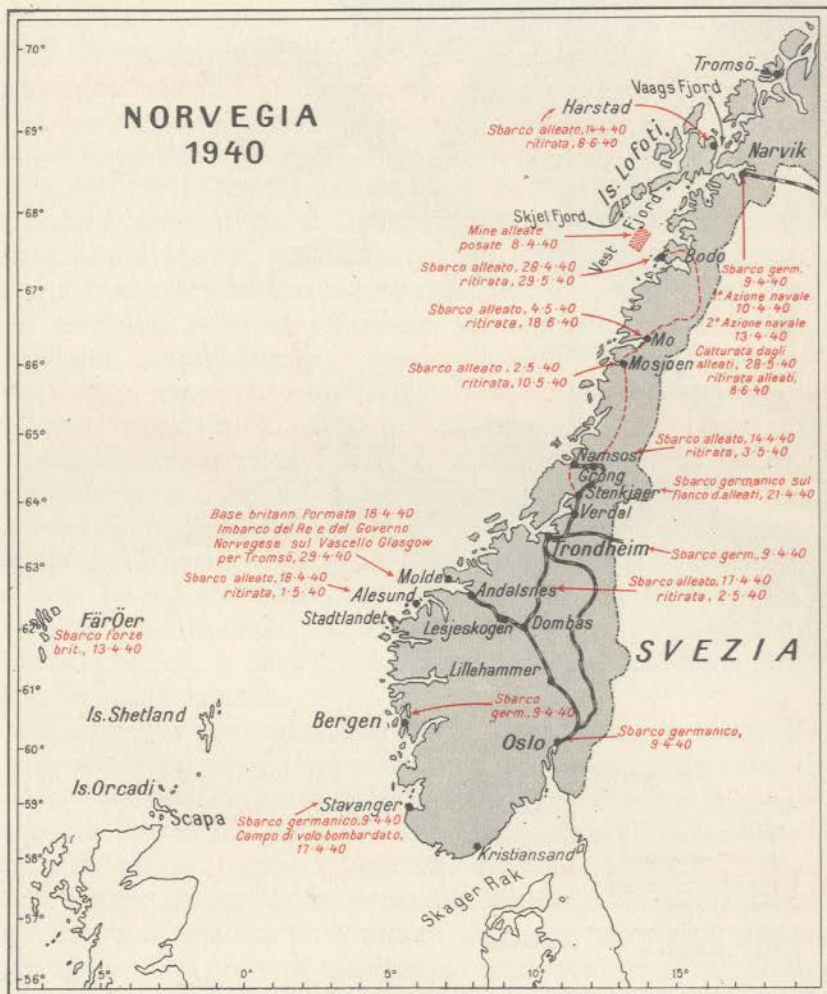 NORVEGIA
1940
70°
69°
68°
67°
66°
65°
64°
63°
62°
61°
60°
59°
58°
57°
56°
Tromsö
Vaags Fjord
Harstad
Sbarco alleato, 14·4·40
ritirata, 8·6·40
Is. Lofoti
Narvik
Skjel Fjord
Vest Fjord
Mine alleate
posate 8·4·40
Bodo
Sbarco alleato, 28·4·40
ritirata, 29·5·40
Sbarco germ.
9·4·40
1ª Azione navale
10·4·40
2ª Azione navale
13·4·40
Catturata dagli
alleati, 28·5·40
ritirata alleati,
8·6·40
Sbarco alleato, 4·5·40
ritirata, 18·6·40
Mo
Mosjoen
Sbarco alleato, 2·5·40
ritirata, 10·5·40
Sbarco alleato, 14·4·40
ritirata, 3·5·40
Namsos
Grong
Stenkjaer
Sbarco germanico sul
fianco d. alleati, 21·4·40
Verdal
Base britann. formata 18·4·40
Imbarco del Re e del Governo
Norvegese sul Vascello Glasgow
per Tromsö, 29·4·40
Trondheim
Sbarco germ., 9·4·40
Molde
Sbarco alleato, 18·4·40
ritirata, 1·5·40
Alesund
Andalsnes
Sbarco alleato, 17·4·40
ritirata, 2·5·40
Stadtlandet
Lesjeskogen
Dombas
FärÖer
Sbarco forze
brit., 13·4·40
SVEZIA
Lillehammer
Is. Shetland
Bergen
Sbarco
germ., 9·4·40
Oslo
Sbarco germanico,
9·4·40
Is. Orcadi
Scapa
Stavanger
Sbarco germanico, 9·4·40
Campo di volo bombardato,
17·4·40
Kristiansand
Skager Rak
5°
0°
5°
10°
15°